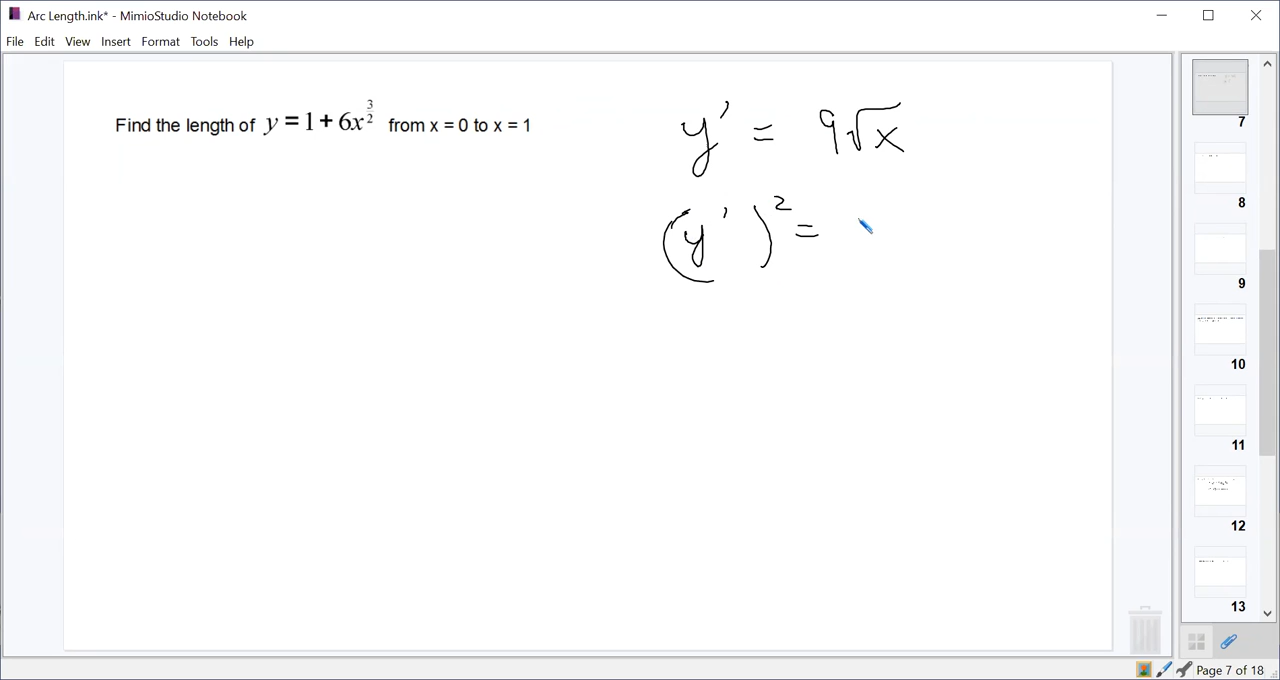 Arc Length.ink* - MimioStudio Notebook
File Edit View Insert Format Tools Help
Find the length of y = 1 + 6x^(3/2) from x = 0 to x = 1
y' = 9√x
(y')² =
7
8
9
10
11
12
13
Page 7 of 18